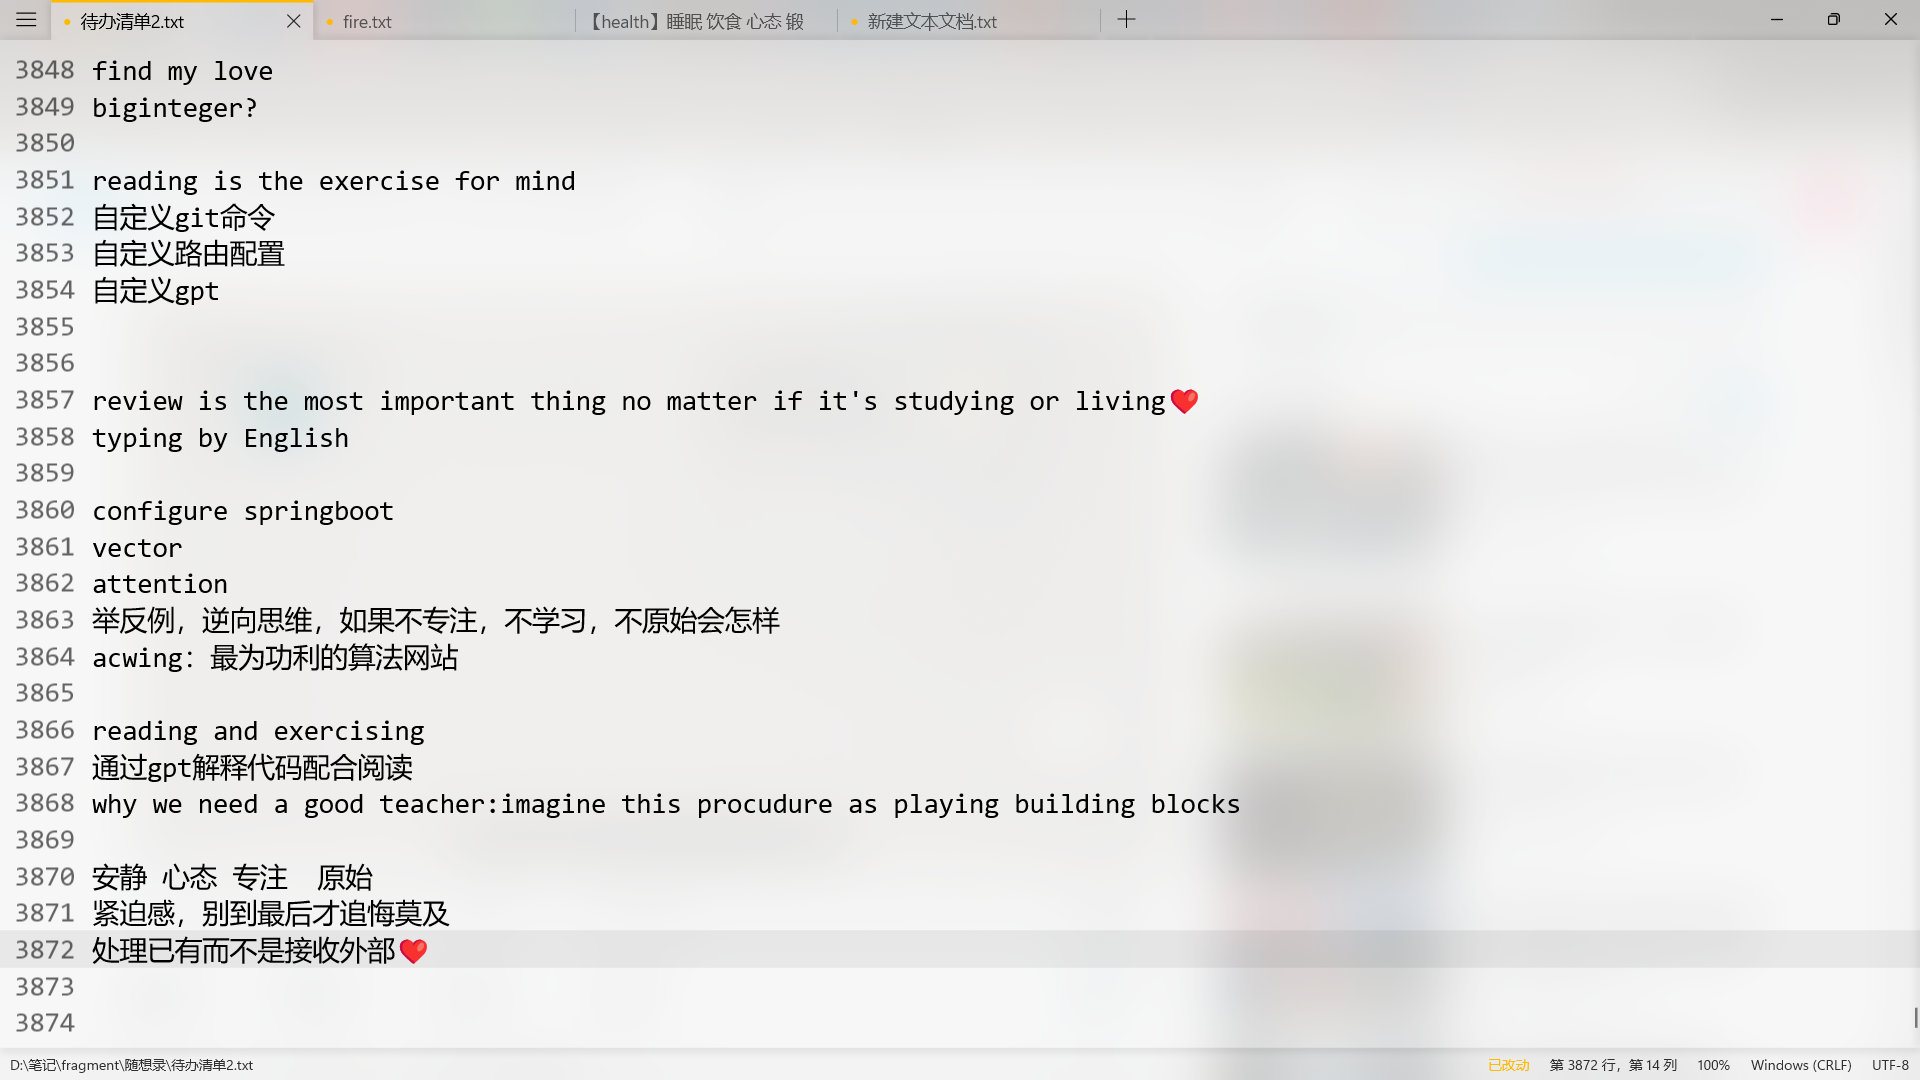 待办清单2.txt
fire.txt
【health】睡眠 饮食 心态 锻
新建文本文档.txt
3848 find my love
3849 biginteger?
3850
3851 reading is the exercise for mind
3852 自定义git命令
3853 自定义路由配置
3854 自定义gpt
3855
3856
3857 review is the most important thing no matter if it's studying or living❤️
3858 typing by English
3859
3860 configure springboot
3861 vector
3862 attention
3863 举反例，逆向思维，如果不专注，不学习，不原始会怎样
3864 acwing：最为功利的算法网站
3865
3866 reading and exercising
3867 通过gpt解释代码配合阅读
3868 why we need a good teacher:imagine this procudure as playing building blocks
3869
3870 安静 心态 专注  原始
3871 紧迫感，别到最后才追悔莫及
3872 处理已有而不是接收外部❤️
3873
3874
D:\笔记\fragment\随想录\待办清单2.txt
已改动
第 3872 行，第 14 列
100%
Windows (CRLF)
UTF-8